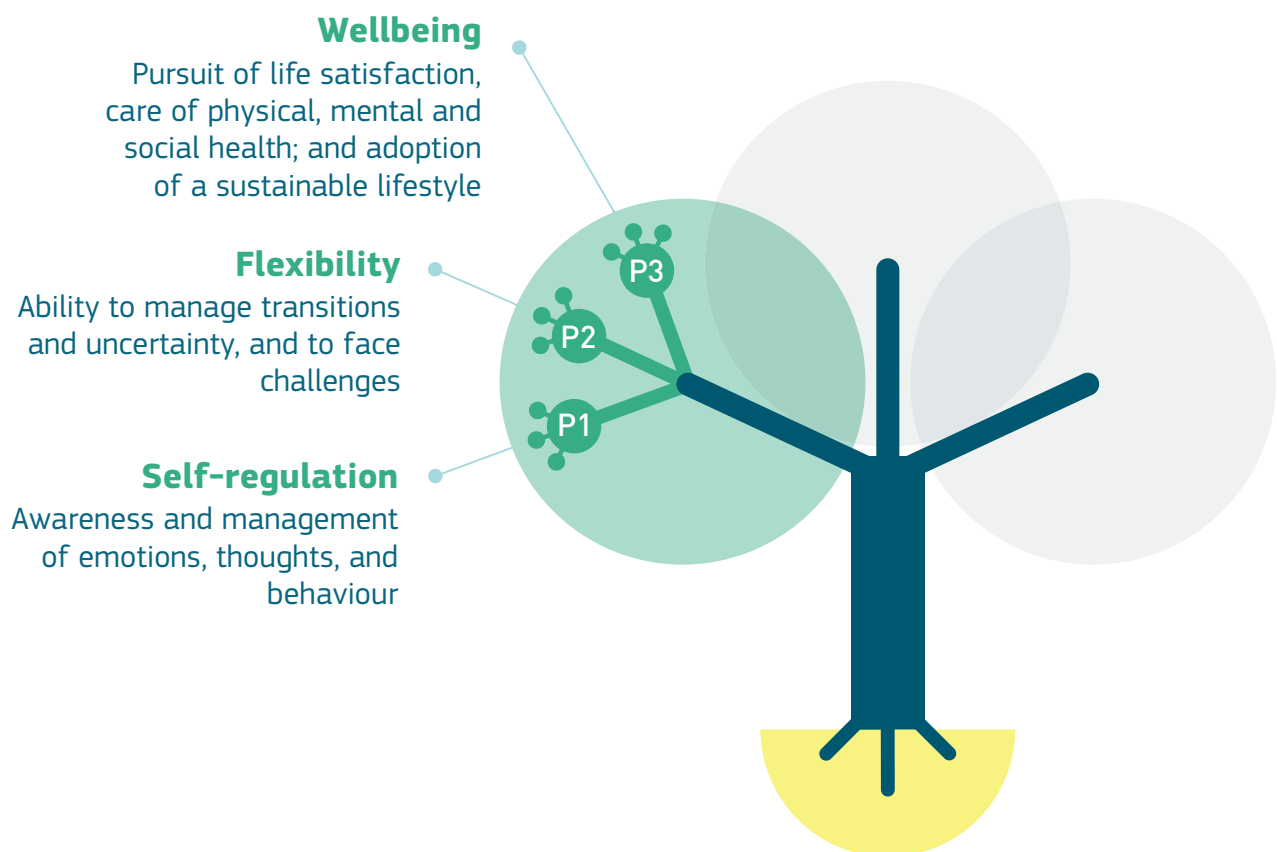 Wellbeing
Pursuit of life satisfaction,
care of physical, mental and
social health; and adoption
of a sustainable lifestyle
Flexibility
Ability to manage transitions
and uncertainty, and to face
challenges
Self-regulation
Awareness and management
of emotions, thoughts, and
behaviour
P3
P2
P1